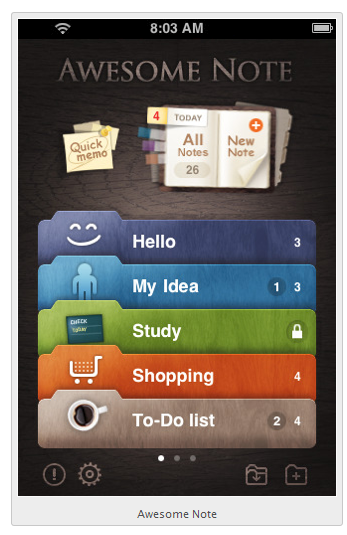 8:03 AM
AWESOME NOTE
4 TODAY
Quick
memo
All
Notes
26
New
Note
Hello 3
My Idea 1 3
CHECK
TODAY
Study
Shopping 4
To-Do list 2 4
Awesome Note